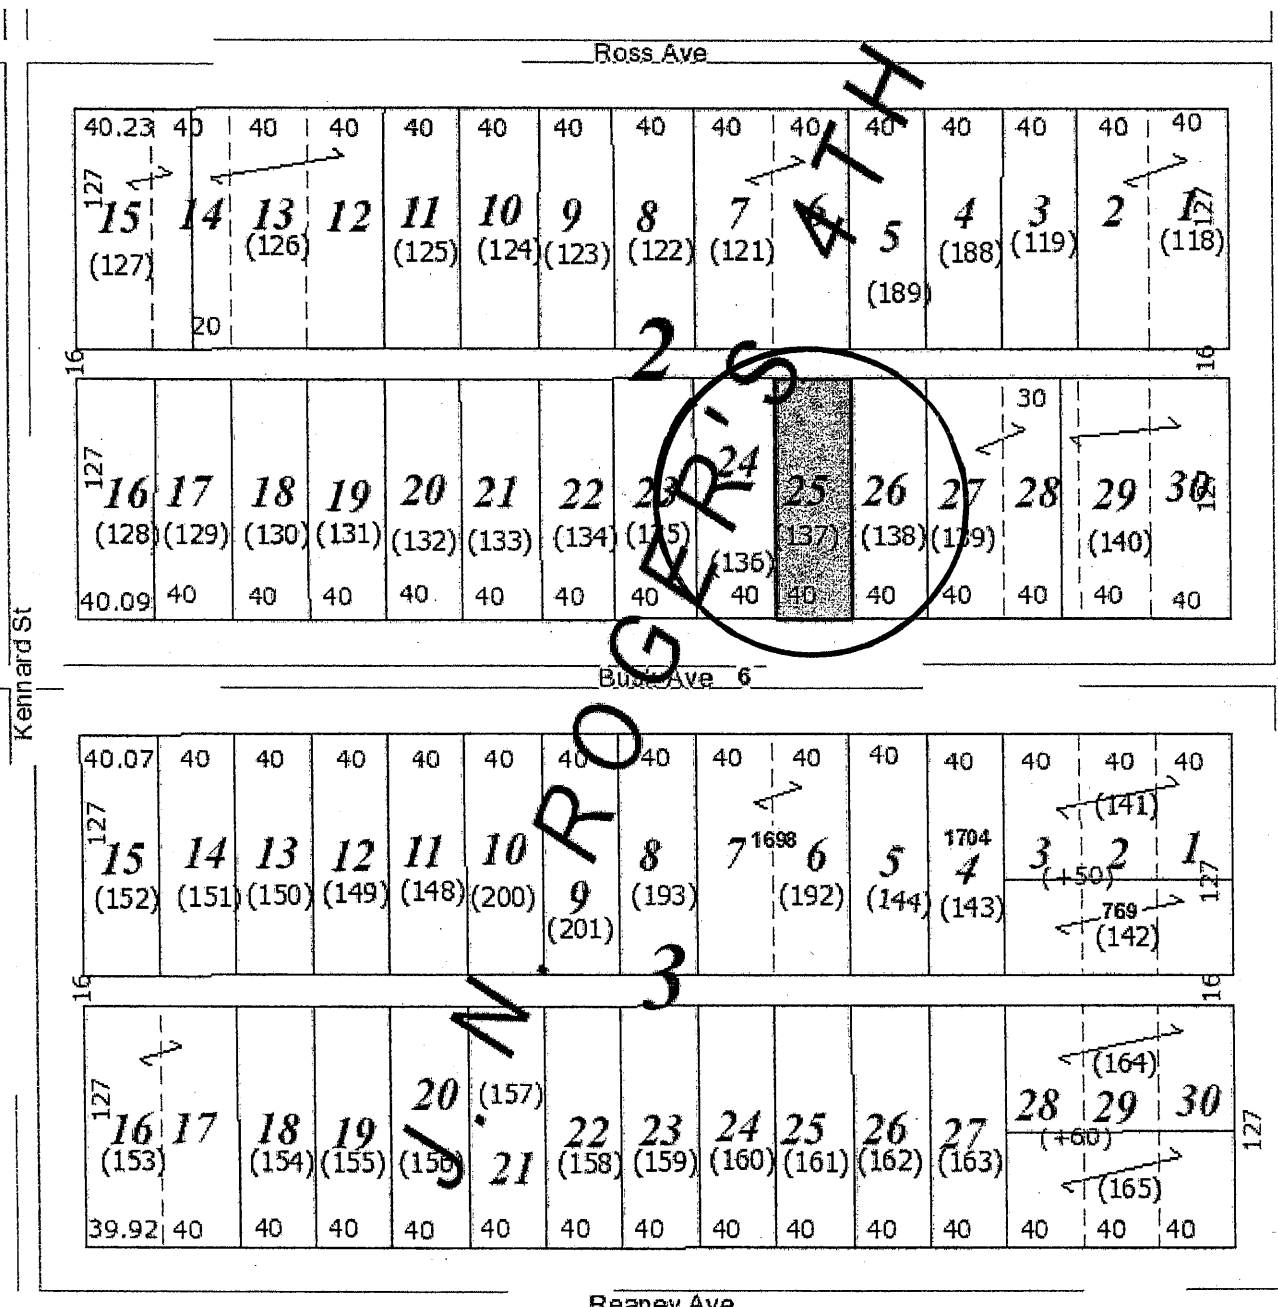 Ross Ave
40.23 40 40 40 40 40 40 40 40 40 40 40 40 40 40
127
15 14 13 12 11 10 9 8 7 6 5 4 3 2 1
127
(127) (126) (125) (124) (123) (122) (121) (189) (188) (119) (118)
20
16 2 16
30
127
16 17 18 19 20 21 22 23 24 25 26 27 28 29 30
(128) (129) (130) (131) (132) (133) (134) (135) (136) (137) (138) (139) (140)
40.09 40 40 40 40 40 40 40 40 40 40 40 40 40
Kennard St
Bush Ave 6
40.07 40 40 40 40 40 40 40 40 40 40 40 40 40
127
15 14 13 12 11 10 9 8 7 1698 6 5 1704 4 3 2 1
(141)
(+50)
127
(152) (151) (150) (149) (148) (200) (201) (193) (192) (144) (143)
769
(142)
16 3 16
127
16 17 18 19 20 21 22 23 24 25 26 27 28 29 30
(164)
(+60)
127
(153) (154) (155) (156) (157) (158) (159) (160) (161) (162) (163)
(165)
39.92 40 40 40 40 40 40 40 40 40 40 40 40 40 40
J. N. ROGER'S 4TH
Reaney Ave